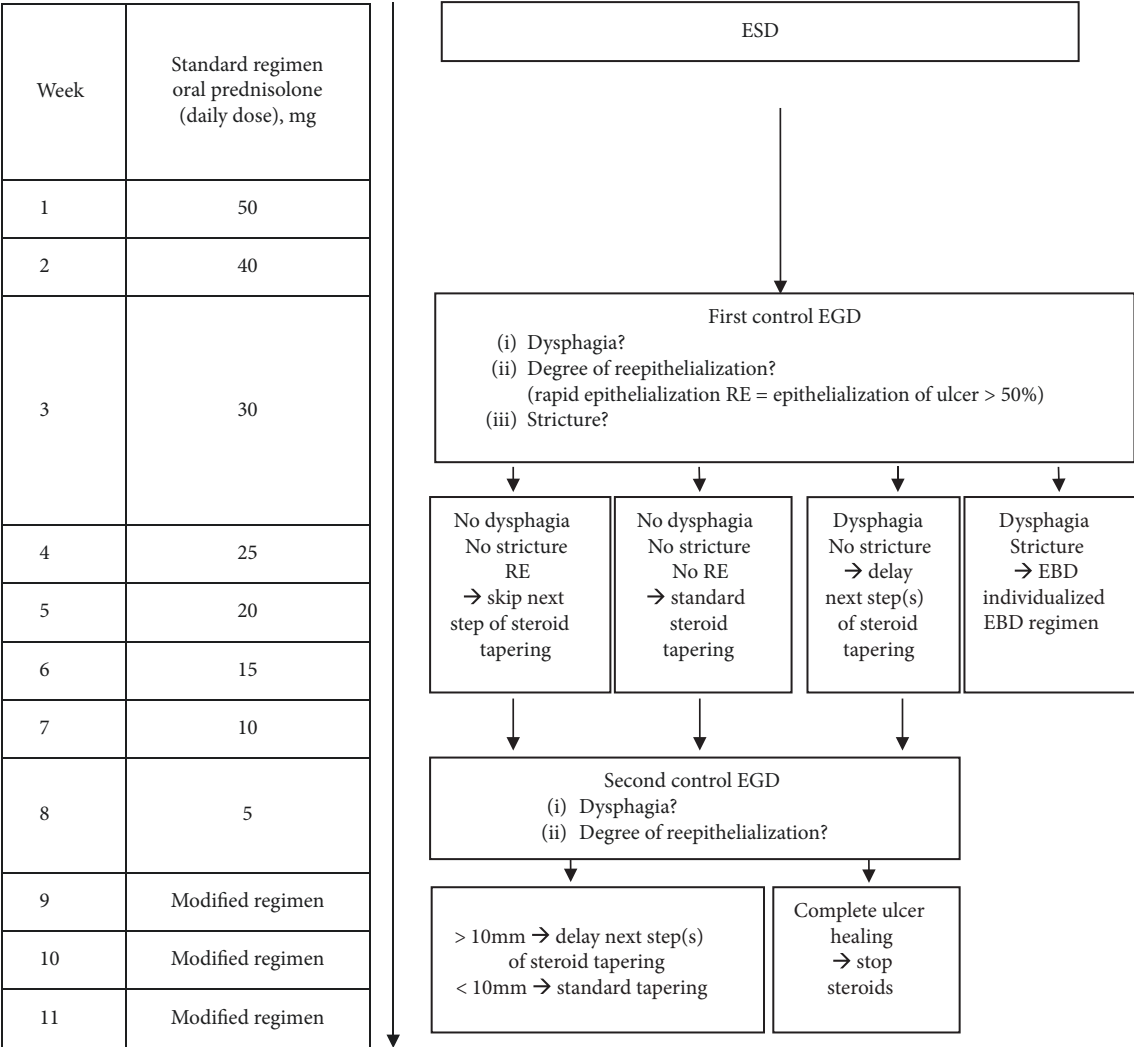 Week
Standard regimen
oral prednisolone
(daily dose), mg
1
50
2
40
3
30
4
25
5
20
6
15
7
10
8
5
9
Modified regimen
10
Modified regimen
11
Modified regimen
ESD
First control EGD
(i) Dysphagia?
(ii) Degree of reepithelialization?
(rapid epithelialization RE = epithelialization of ulcer > 50%)
(iii) Stricture?
No dysphagia
No stricture
RE
→ skip next
step of steroid
tapering
No dysphagia
No stricture
No RE
→ standard
steroid
tapering
Dysphagia
No stricture
→ delay
next step(s)
of steroid
tapering
Dysphagia
Stricture
→ EBD
individualized
EBD regimen
Second control EGD
(i) Dysphagia?
(ii) Degree of reepithelialization?
> 10mm → delay next step(s)
of steroid tapering
< 10mm → standard tapering
Complete ulcer
healing
→ stop
steroids